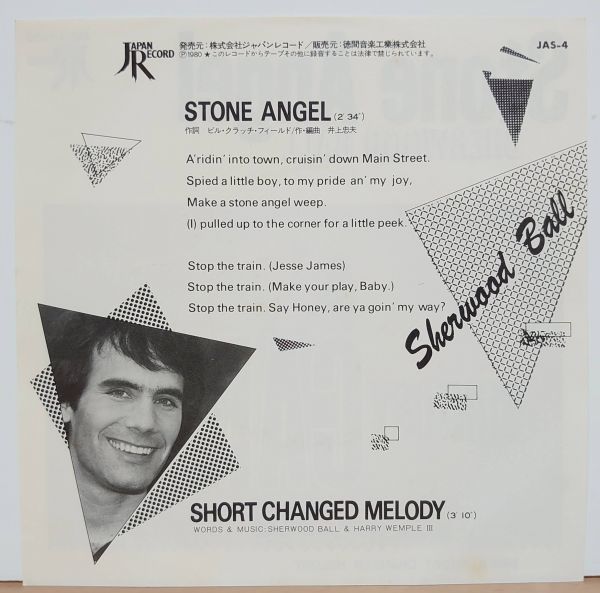 JAPAN RECORD
発売元:株式会社ジャパンレコード/販売元:徳間音楽工業株式会社
Ⓟ1980 ★このレコードからテープその他に録音することは法律で禁じられています。
JAS-4
STONE ANGEL (2'34")
作詞 ビル・クラッチ・フィールド/作・編曲 井上忠夫
A'ridin' into town, cruisin' down Main Street.
Spied a little boy, to my pride an' my joy,
Make a stone angel weep.
(I) pulled up to the corner for a little peek.
Stop the train. (Jesse James)
Stop the train. (Make your play, Baby.)
Stop the train. Say Honey, are ya goin' my way?
Sherwood Ball
SHORT CHANGED MELODY (3'10")
WORDS & MUSIC: SHERWOOD BALL & HARRY WEMPLE III